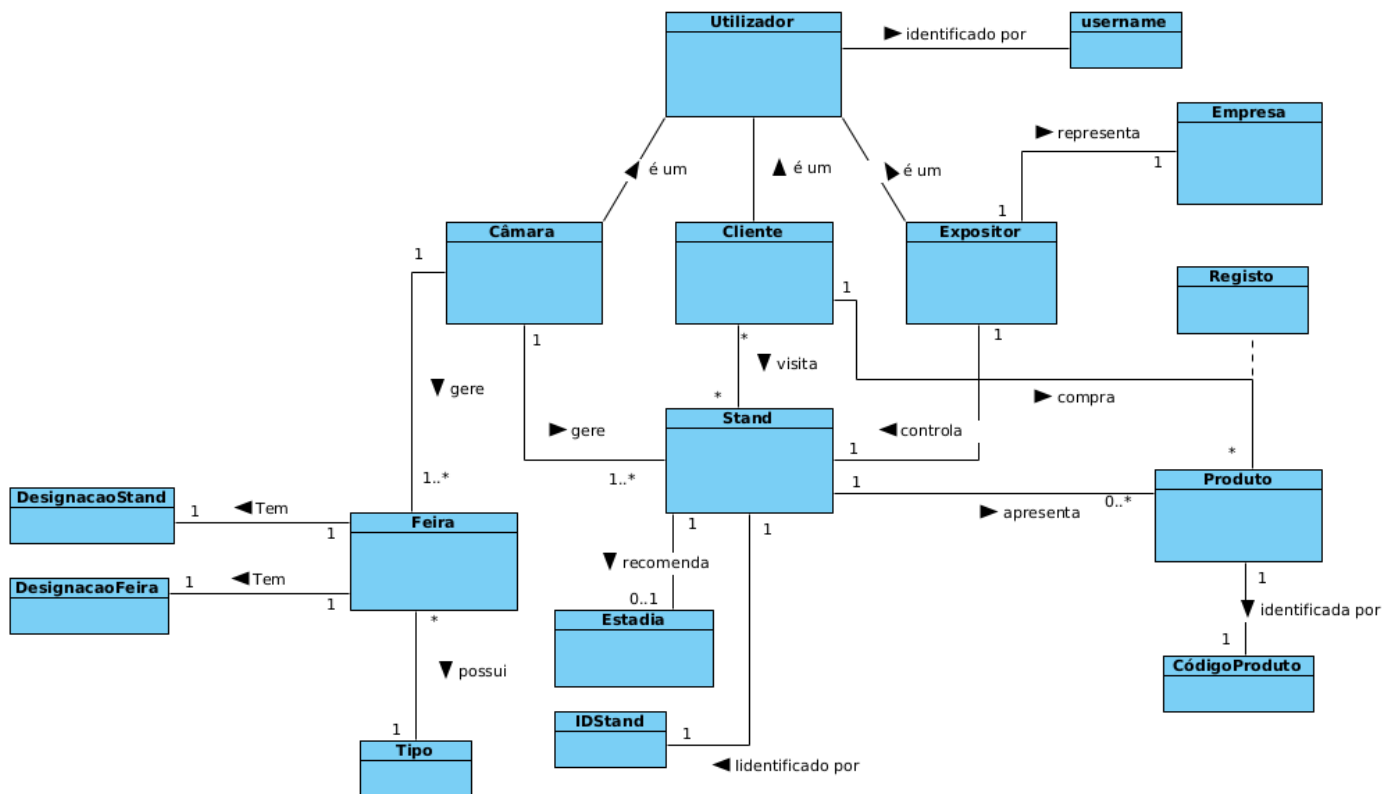 Utilizador
username
identificado por
Empresa
representa
1
1
é um
é um
é um
Câmara
Cliente
Expositor
Registo
1
1
1
*
1
visita
gere
compra
*
Stand
gere
controla
1
*
1..*
1..*
1
0..*
Produto
apresenta
DesignacaoStand
1
Tem
1
Feira
1
1
recomenda
DesignacaoFeira
1
Tem
1
0..1
Estadia
1
identificada por
*
1
possui
CódigoProduto
1
Tipo
IDStand
1
Iidentificado por